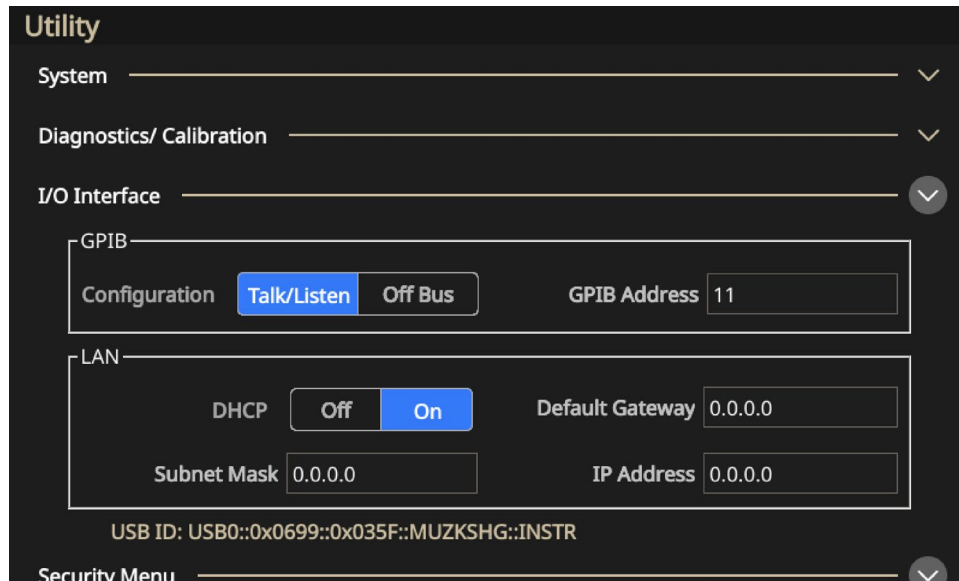 Utility
System
Diagnostics/ Calibration
I/O Interface
GPIB
Configuration Talk/Listen Off Bus GPIB Address 11
LAN
DHCP Off On Default Gateway 0.0.0.0
Subnet Mask 0.0.0.0 IP Address 0.0.0.0
USB ID: USB0::0x0699::0x035F::MUZKSHG::INSTR
Security Menu